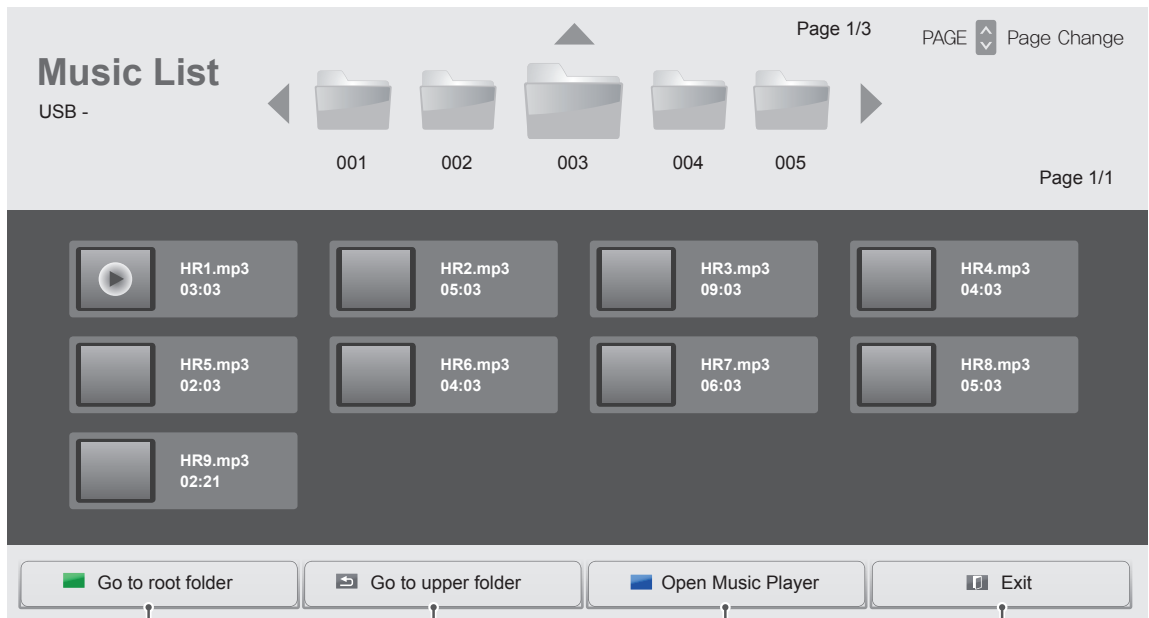 Page 1/3
PAGE Page Change
Music List
USB -
001 002 003 004 005
Page 1/1
HR1.mp3
03:03
HR2.mp3
05:03
HR3.mp3
09:03
HR4.mp3
04:03
HR5.mp3
02:03
HR6.mp3
04:03
HR7.mp3
06:03
HR8.mp3
05:03
HR9.mp3
02:21
Go to root folder
Go to upper folder
Open Music Player
Exit